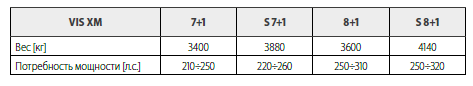 VIS XM 7+1 S 7+1 8+1 S 8+1
Вес [кг] 3400 3880 3600 4140
Потребность мощности [л.с.] 210÷250 220÷260 250÷310 250÷320